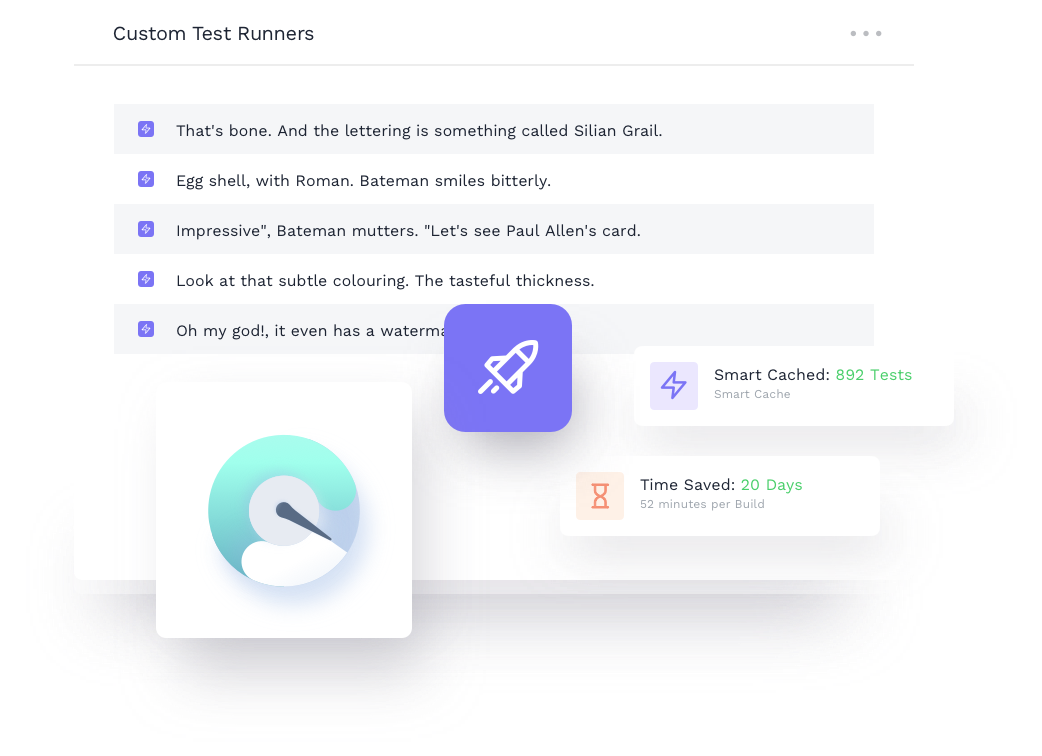 Custom Test Runners
That's bone. And the lettering is something called Silian Grail.
Egg shell, with Roman. Bateman smiles bitterly.
Impressive", Bateman mutters. "Let's see Paul Allen's card.
Look at that subtle colouring. The tasteful thickness.
Oh my god!, it even has a
Smart Cached: 892 Tests
Smart Cache
Time Saved: 20 Days
52 minutes per Build